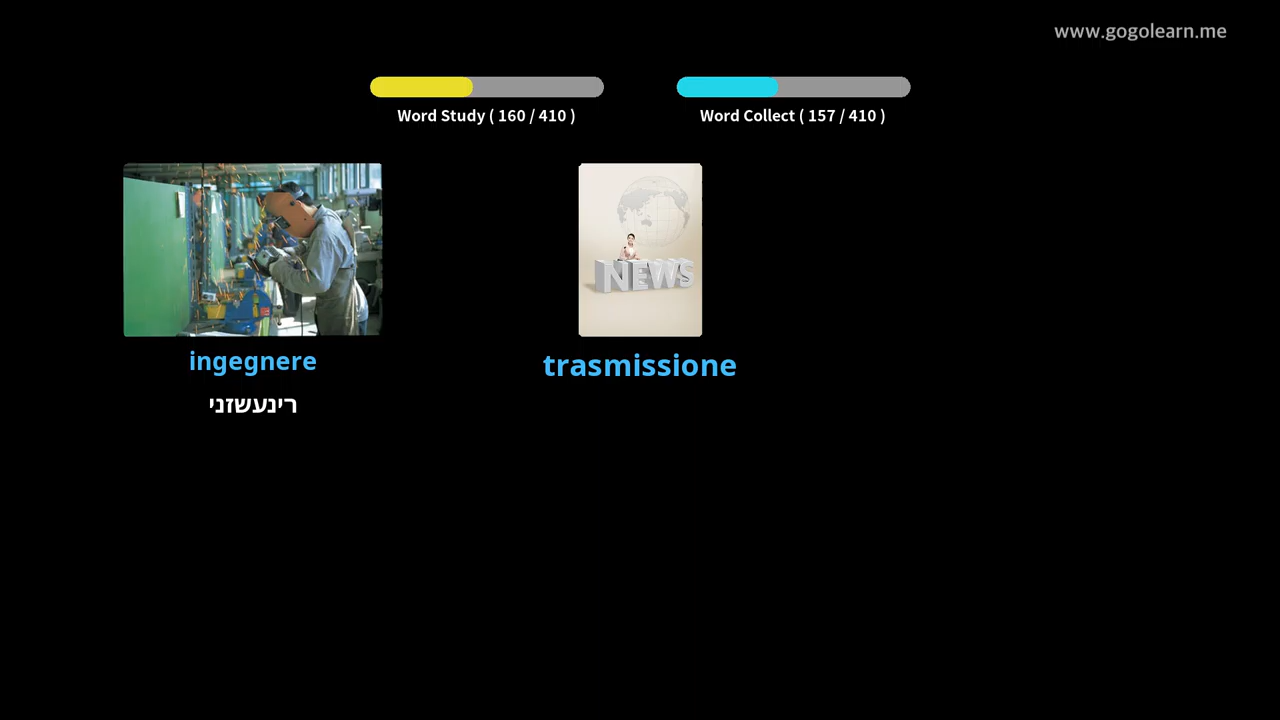 www.gogolearn.me
Word Study ( 160 / 410 )
Word Collect ( 157 / 410 )
NEWS
ingegnere
רינעשזני
trasmissione